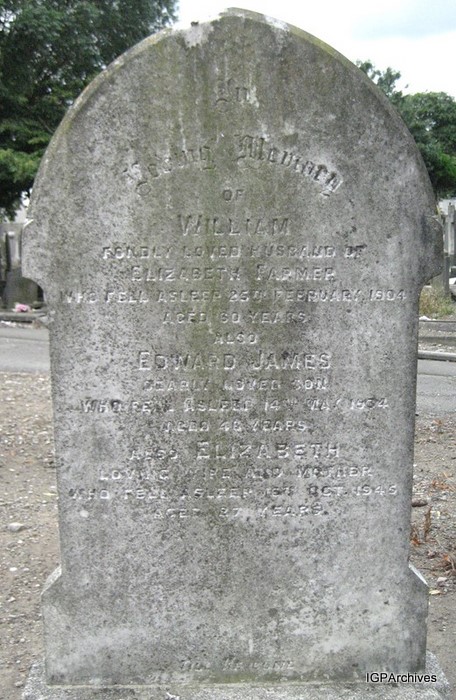 In
Loving Memory
OF
WILLIAM
FONDLY LOVED HUSBAND OF
ELIZABETH FARMER
WHO FELL ASLEEP 25TH FEBRUARY 1904
AGED 60 YEARS
ALSO
EDWARD JAMES
DEARLY LOVED SON
WHO FELL ASLEEP 14TH MAY 1934
AGED 48 YEARS
ALSO ELIZABETH
LOVING WIFE AND MOTHER
WHO FELL ASLEEP 1ST OCT. 1945
AGED 87 YEARS.
IGPArchives